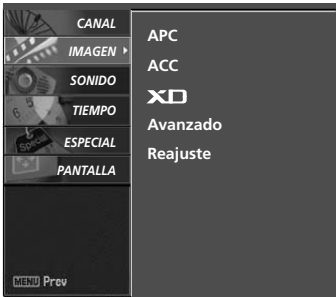 CANAL
IMAGEN
SONIDO
TIEMPO
ESPECIAL
PANTALLA
MENU Prev
APC
ACC
XD
Avanzado
Reajuste